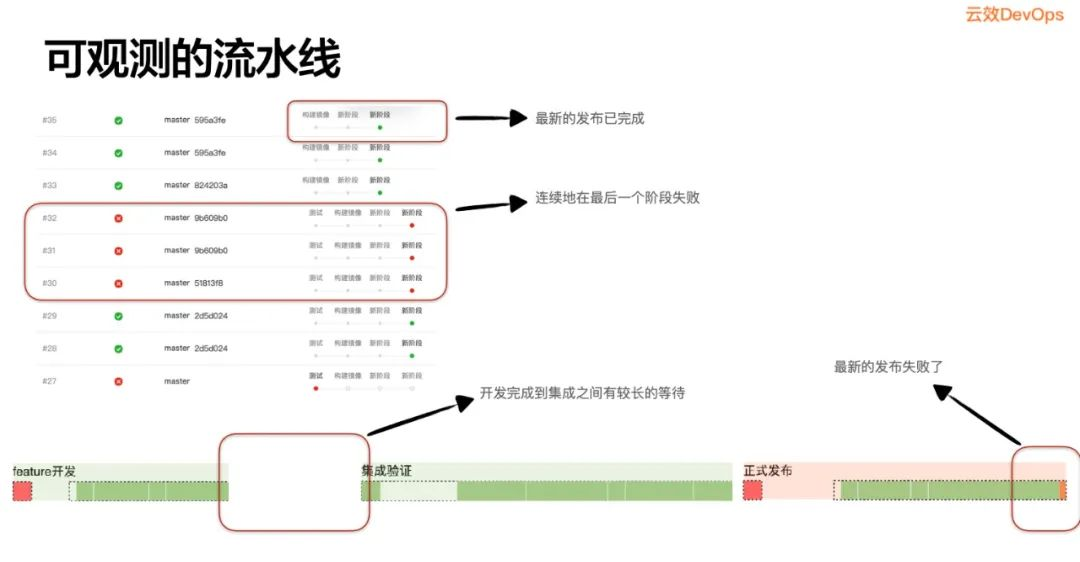 云效DevOps
可观测的流水线
#35 master 595a3fe 构建镜像 新阶段 新阶段
最新的发布已完成
#34 master 595a3fe 构建镜像 新阶段 新阶段
#33 master 824203a 构建镜像 新阶段 新阶段
连续地在最后一个阶段失败
#32 master 9b609b0 测试 构建镜像 新阶段 新阶段
#31 master 9b609b0 测试 构建镜像 新阶段 新阶段
#30 master 51813f8 测试 构建镜像 新阶段 新阶段
#29 master 2d5d024 测试 构建镜像 新阶段 新阶段
#28 master 2d5d024 测试 构建镜像 新阶段 新阶段
#27 master 测试 构建镜像 新阶段 新阶段
最新的发布失败了
开发完成到集成之间有较长的等待
feature开发
集成验证
正式发布